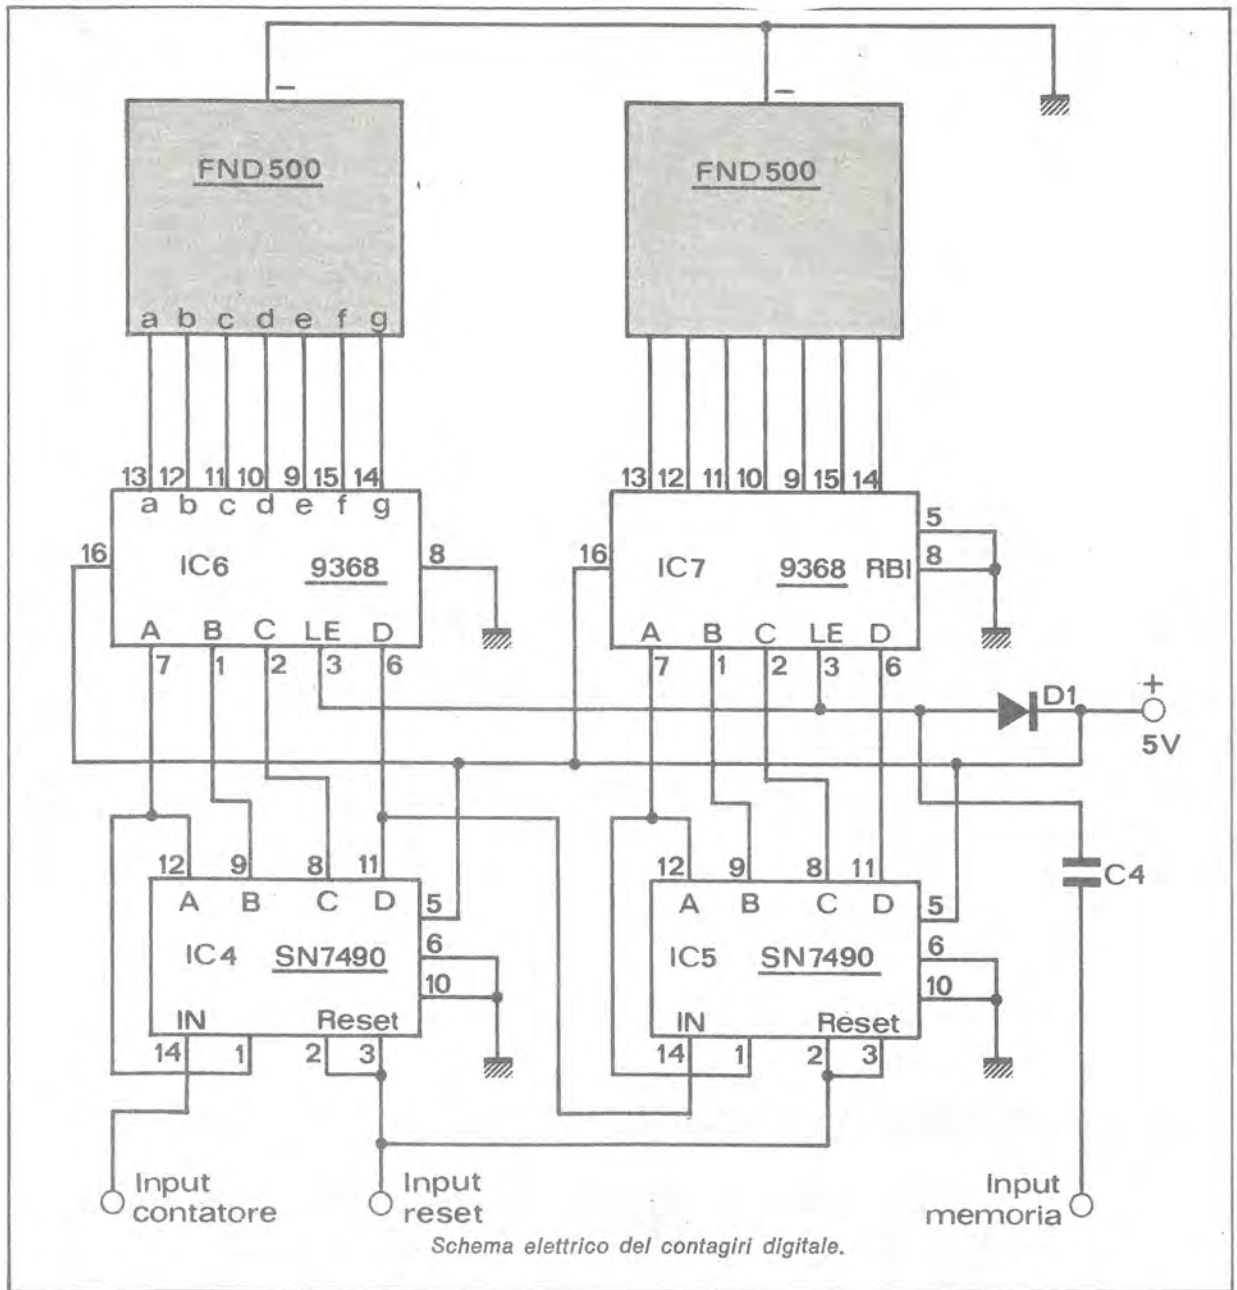 FND500 FND500
a b c d e f g
13 12 11 10 9 15 14 13 12 11 10 9 15 14
a b c d e f g
5
16 IC6 9368 8 16 IC7 9368 RBI 8
A B C LE D A B C LE D
7 1 2 3 6 7 1 2 3 6
D1 +
5V
12 9 8 11 12 9 8 11
A B C D 5 A B C D 5
C4
IC4 SN7490 6 IC5 SN7490 6
10 10
IN Reset IN Reset
14 1 2 3 14 1 2 3
Input contatore
Input reset
Input memoria
Schema elettrico del contagiri digitale.